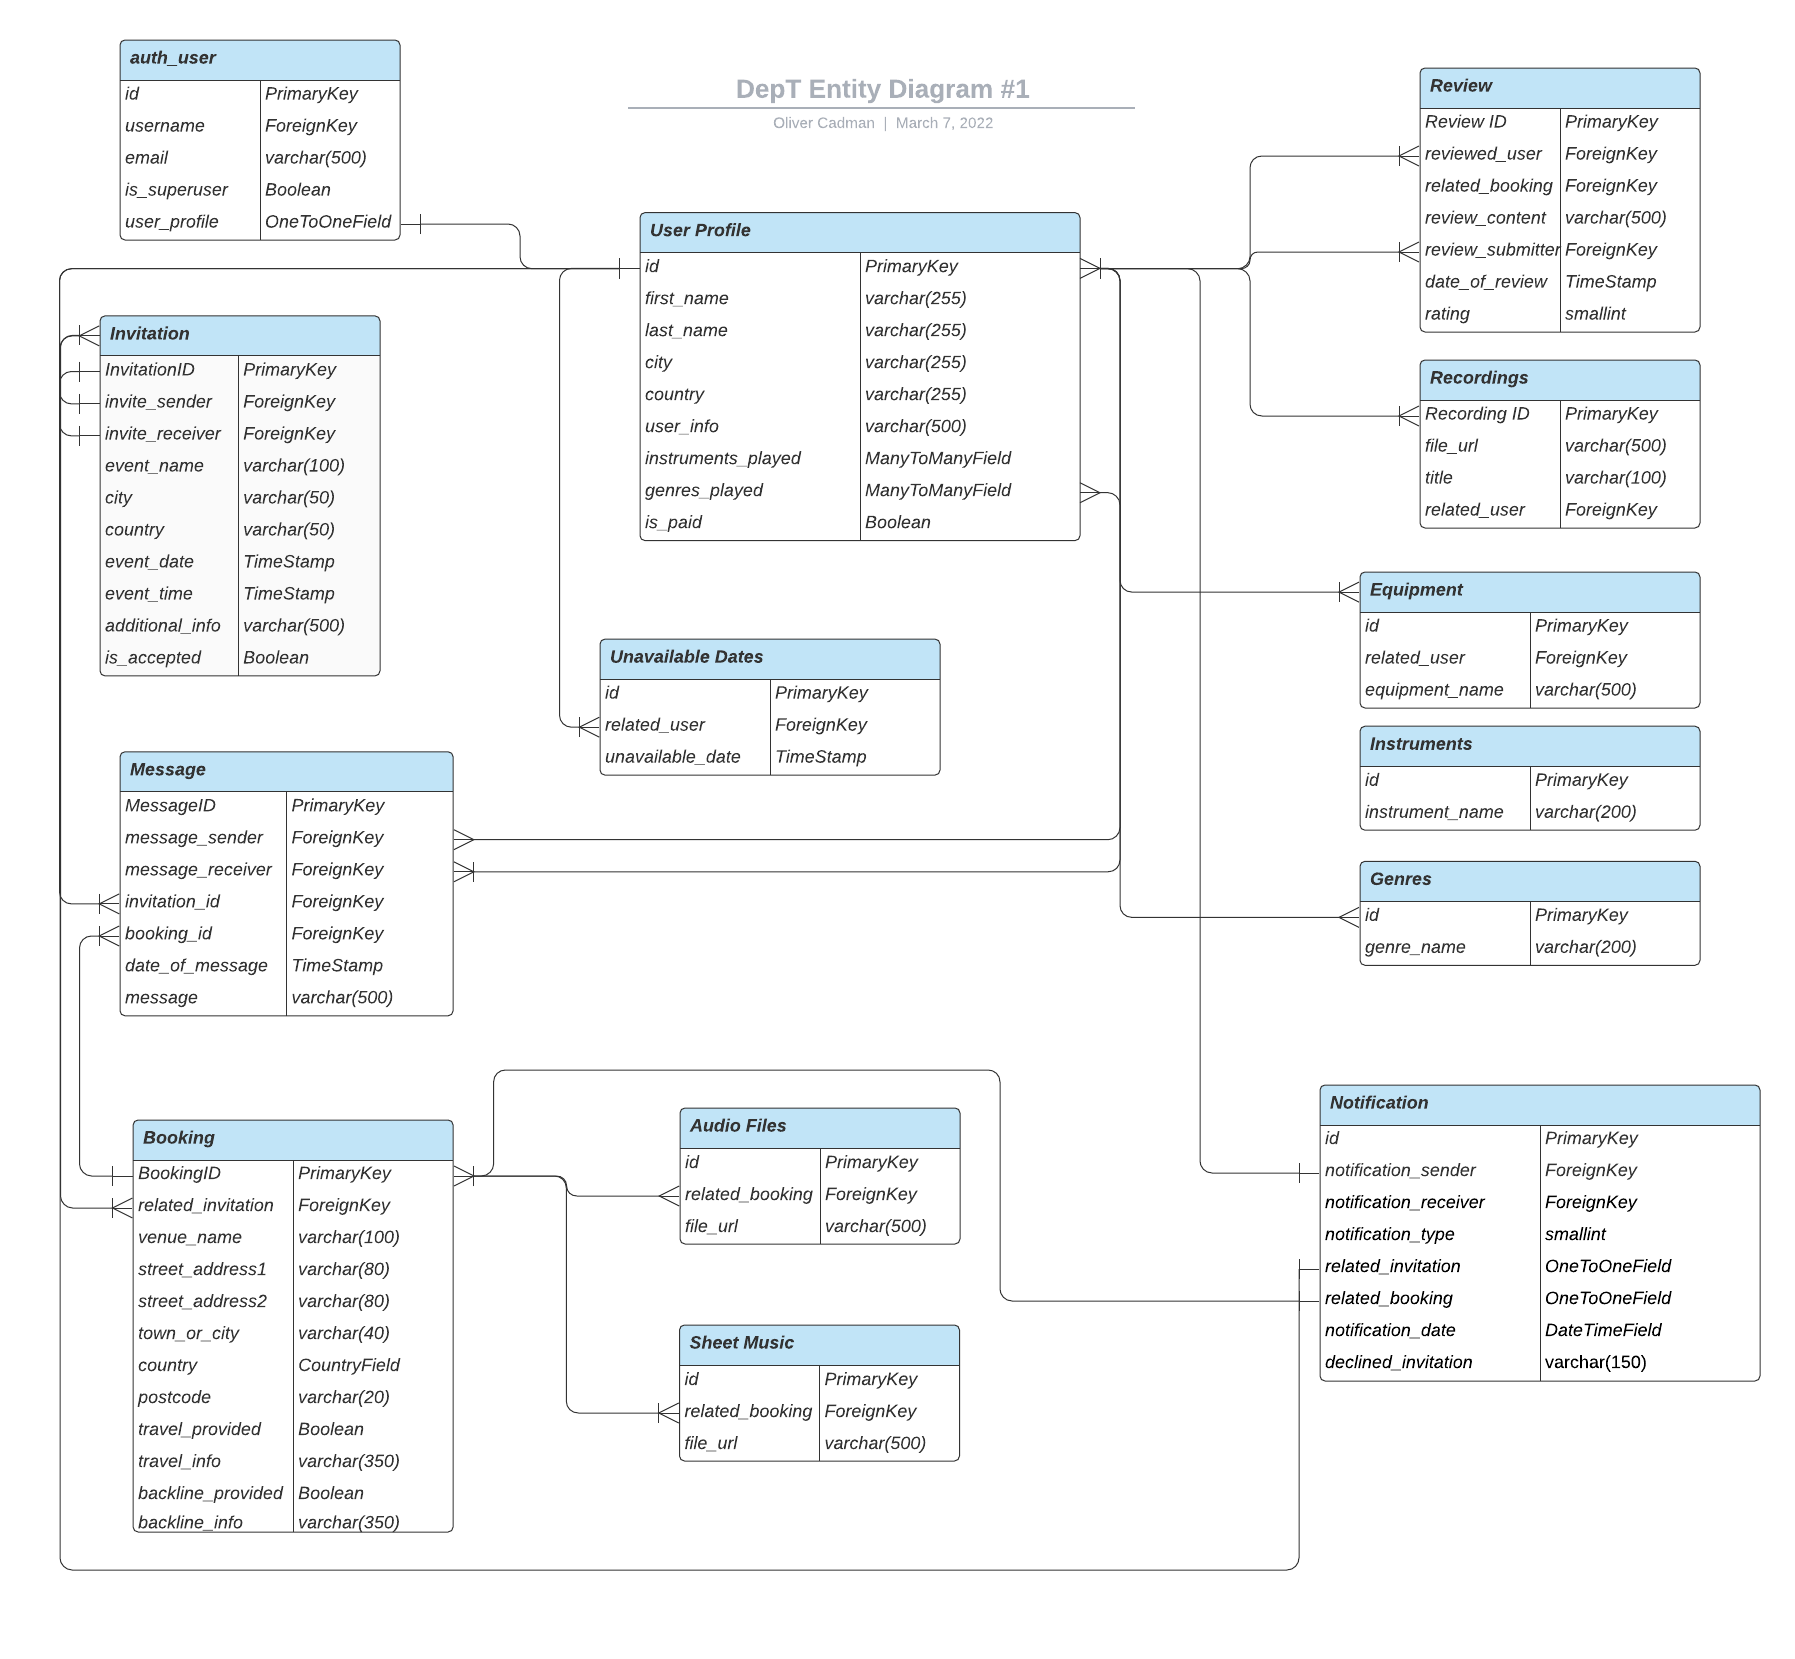 DepT Entity Diagram #1
Oliver Cadman | March 7, 2022
auth_user
id PrimaryKey
username ForeignKey
email varchar(500)
is_superuser Boolean
user_profile OneToOneField
User Profile
id PrimaryKey
first_name varchar(255)
last_name varchar(255)
city varchar(255)
country varchar(255)
user_info varchar(500)
instruments_played ManyToManyField
genres_played ManyToManyField
is_paid Boolean
Review
Review ID PrimaryKey
reviewed_user ForeignKey
related_booking ForeignKey
review_content varchar(500)
review_submitter ForeignKey
date_of_review TimeStamp
rating smallint
Invitation
InvitationID PrimaryKey
invite_sender ForeignKey
invite_receiver ForeignKey
event_name varchar(100)
city varchar(50)
country varchar(50)
event_date TimeStamp
event_time TimeStamp
additional_info varchar(500)
is_accepted Boolean
Recordings
Recording ID PrimaryKey
file_url varchar(500)
title varchar(100)
related_user ForeignKey
Equipment
id PrimaryKey
related_user ForeignKey
equipment_name varchar(500)
Unavailable Dates
id PrimaryKey
related_user ForeignKey
unavailable_date TimeStamp
Instruments
id PrimaryKey
instrument_name varchar(200)
Message
MessageID PrimaryKey
message_sender ForeignKey
message_receiver ForeignKey
invitation_id ForeignKey
booking_id ForeignKey
date_of_message TimeStamp
message varchar(500)
Genres
id PrimaryKey
genre_name varchar(200)
Booking
BookingID PrimaryKey
related_invitation ForeignKey
venue_name varchar(100)
street_address1 varchar(80)
street_address2 varchar(80)
town_or_city varchar(40)
country CountryField
postcode varchar(20)
travel_provided Boolean
travel_info varchar(350)
backline_provided Boolean
backline_info varchar(350)
Audio Files
id PrimaryKey
related_booking ForeignKey
file_url varchar(500)
Sheet Music
id PrimaryKey
related_booking ForeignKey
file_url varchar(500)
Notification
id PrimaryKey
notification_sender ForeignKey
notification_receiver ForeignKey
notification_type smallint
related_invitation OneToOneField
related_booking OneToOneField
notification_date DateTimeField
declined_invitation varchar(150)